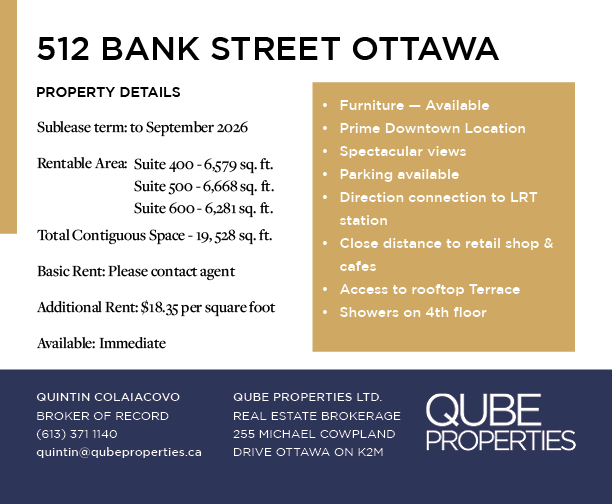 512 BANK STREET OTTAWA
PROPERTY DETAILS
Sublease term: to September 2026
Rentable Area: Suite 400 - 6,579 sq. ft.
Suite 500 - 6,668 sq. ft.
Suite 600 - 6,281 sq. ft.
Total Contiguous Space - 19, 528 sq. ft.
Basic Rent: Please contact agent
Additional Rent: $18.35 per square foot
Available: Immediate
• Furniture — Available
• Prime Downtown Location
• Spectacular views
• Parking available
• Direction connection to LRT
station
• Close distance to retail shop &
cafes
• Access to rooftop Terrace
• Showers on 4th floor
QUINTIN COLAIACOVO
BROKER OF RECORD
(613) 371 1140
quintin@qubeproperties.ca
QUBE PROPERTIES LTD.
REAL ESTATE BROKERAGE
255 MICHAEL COWPLAND
DRIVE OTTAWA ON K2M
QUBE
PROPERTIES